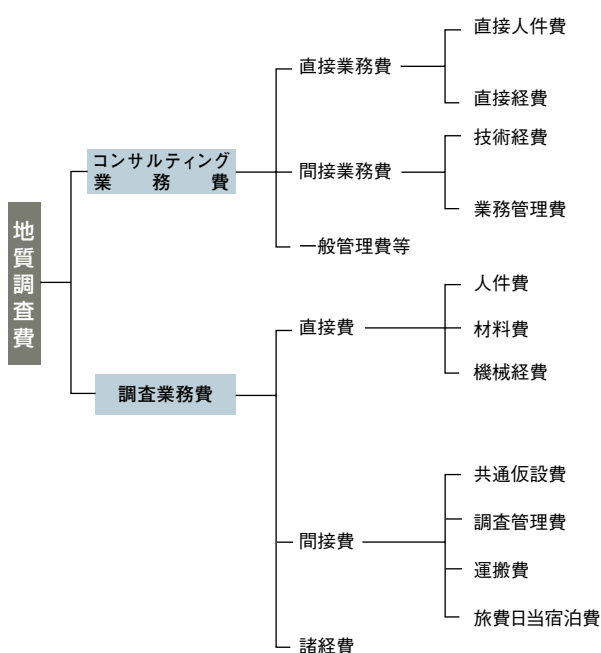 地質調査費
コンサルティング
業務費
直接業務費
直接人件費
直接経費
間接業務費
技術経費
業務管理費
一般管理費等
調査業務費
直接費
人件費
材料費
機械経費
間接費
共通仮設費
調査管理費
運搬費
旅費日当宿泊費
諸経費